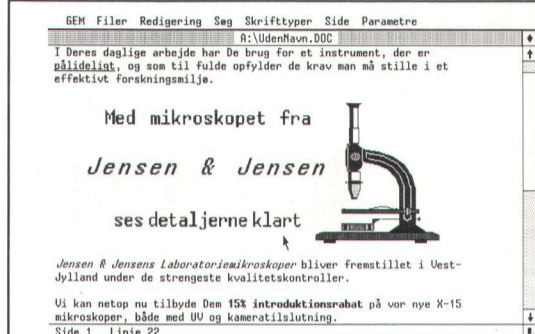 GEM Filer Redigering Søg Skrifttyper Side Parametre
A:\UdenNavn.DOC
I Deres daglige arbejde har De brug for et instrument, der er
pålideligt, og som til fulde opfylder de krav man må stille i et
effektivt forskningsmiljø.
Med mikroskopet fra
Jensen & Jensen
ses detaljerne klart
Jensen & Jensens Laboratoriemikroskoper bliver fremstillet i Vest-
Jylland under de strengeste kvalitetskontroller.
Vi kan netop nu tilbyde Dem 15% introduktionsrabat på vor nye X-15
mikroskoper, både med UV og kameratilslutning.
Side 1 Linie 22